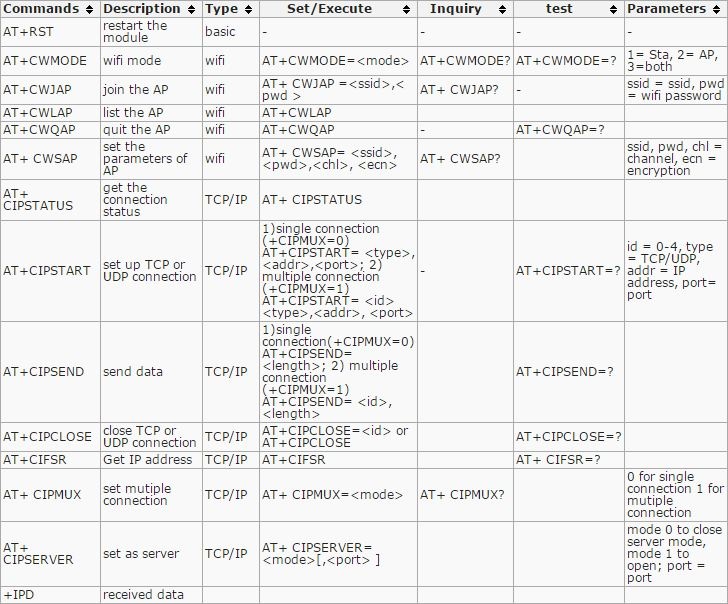 Commands Description Type Set/Execute Inquiry test Parameters
AT+RST restart the module basic - - - -
AT+CWMODE wifi mode wifi AT+CWMODE=<mode> AT+CWMODE? AT+CWMODE=? 1= Sta, 2= AP, 3=both
AT+CWJAP join the AP wifi AT+ CWJAP =<ssid>,< pwd > AT+ CWJAP? - ssid = ssid, pwd = wifi password
AT+CWLAP list the AP wifi AT+CWLAP
AT+CWQAP quit the AP wifi AT+CWQAP - AT+CWQAP=?
AT+ CWSAP set the parameters of AP wifi AT+ CWSAP= <ssid>, <pwd>,<chl>, <ecn> AT+ CWSAP? ssid, pwd, chl = channel, ecn = encryption
AT+ CIPSTATUS get the connection status TCP/IP AT+ CIPSTATUS
AT+CIPSTART set up TCP or UDP connection TCP/IP 1)single connection (+CIPMUX=0) AT+CIPSTART= <type>, <addr>,<port>; 2) multiple connection (+CIPMUX=1) AT+CIPSTART= <id> <type>,<addr>, <port> - AT+CIPSTART=? id = 0-4, type = TCP/UDP, addr = IP address, port= port
AT+CIPSEND send data TCP/IP 1)single connection(+CIPMUX=0) AT+CIPSEND= <length>; 2) multiple connection (+CIPMUX=1) AT+CIPSEND= <id>, <length> AT+CIPSEND=?
AT+CIPCLOSE close TCP or UDP connection TCP/IP AT+CIPCLOSE=<id> or AT+CIPCLOSE AT+CIPCLOSE=?
AT+CIFSR Get IP address TCP/IP AT+CIFSR AT+ CIFSR=?
AT+ CIPMUX set mutiple connection TCP/IP AT+ CIPMUX=<mode> AT+ CIPMUX? 0 for single connection 1 for mutiple connection
AT+ CIPSERVER set as server TCP/IP AT+ CIPSERVER= <mode>[,<port> ] mode 0 to close server mode, mode 1 to open; port = port
+IPD received data